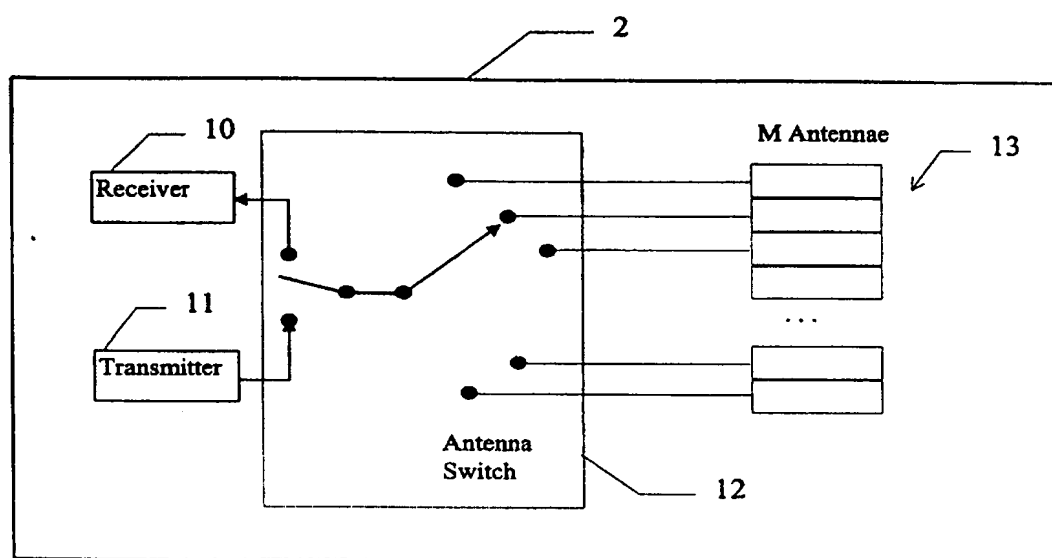 2
10
M Antennae
13
Receiver
11
...
Transmitter
Antenna
Switch
12